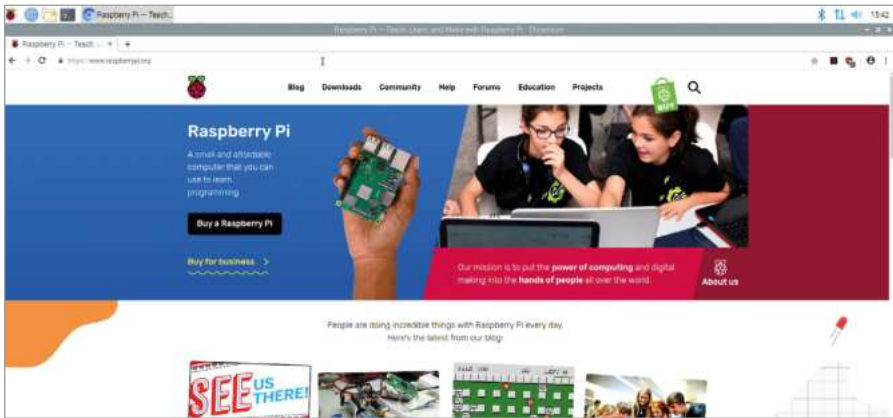 Raspberry Pi – Teach...
15:42
Raspberry Pi – Teach, Learn, and Make with Raspberry Pi - Chromium
Raspberry Pi – Teach
https://www.raspberrypi.org
Blog Downloads Community Help Forums Education Projects
BUY
Raspberry Pi
A small and affordable
computer that you can
use to learn
programming
Buy a Raspberry Pi
Buy for business >
Our mission is to put the power of computing and digital
making into the hands of people all over the world.
About us
People are doing incredible things with Raspberry Pi every day.
Here's the latest from our blog:
SEE US
THERE!